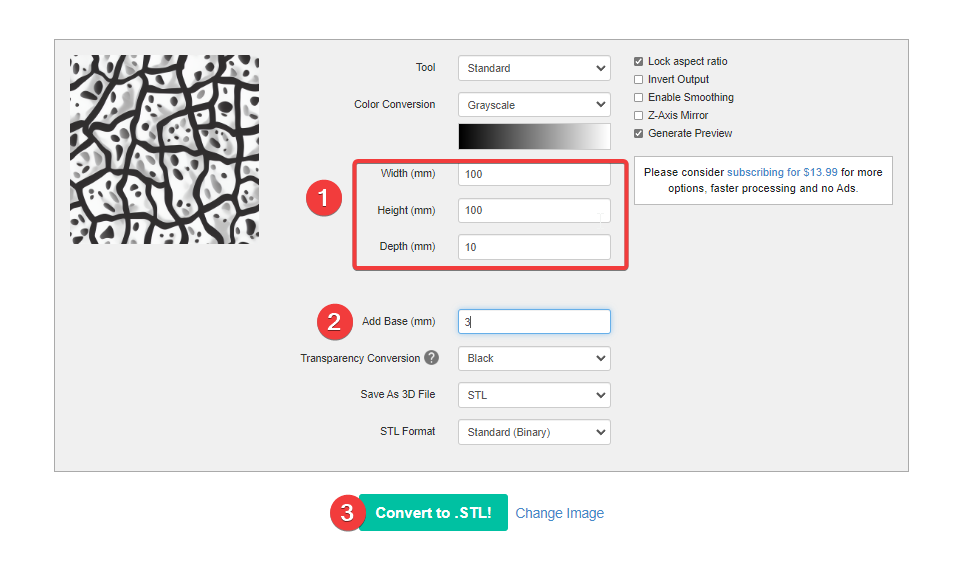 Tool Standard
Color Conversion Grayscale
Width (mm) 100
1
Height (mm) 100
Depth (mm) 10
2 Add Base (mm) 3
Transparency Conversion ? Black
Save As 3D File STL
STL Format Standard (Binary)
Lock aspect ratio
Invert Output
Enable Smoothing
Z-Axis Mirror
Generate Preview
Please consider subscribing for $13.99 for more
options, faster processing and no Ads.
3 Convert to .STL! Change Image